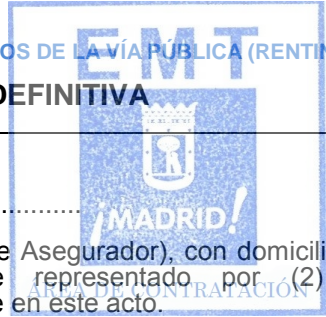 OS DE LA VÍA PÚBLICA (RENTIN
EMT
DEFINITIVA
¡MADRID!
e Asegurador), con domicili
e representado por (2)
ÁREA DE CONTRATACIÓN
e en este acto.